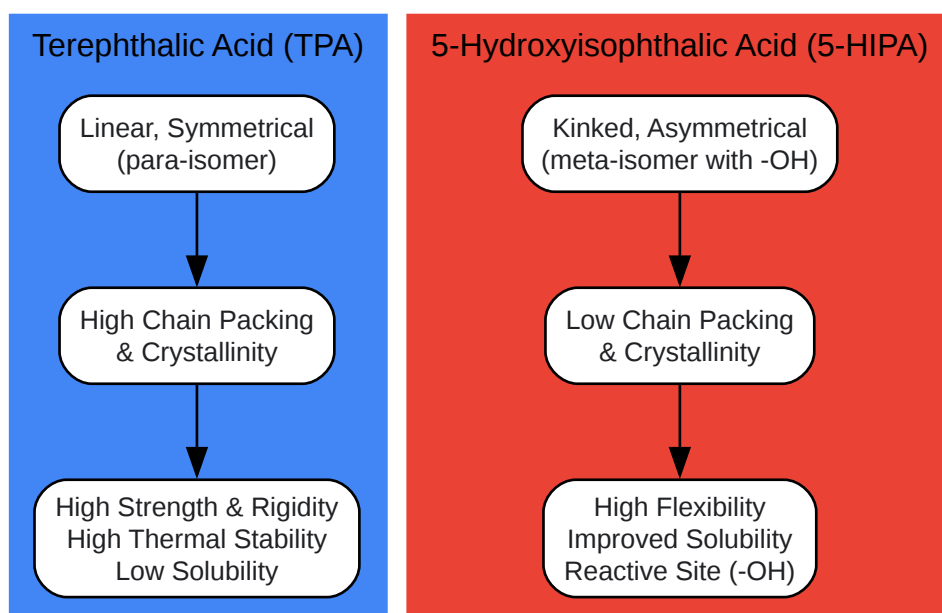 Terephthalic Acid (TPA)
Linear, Symmetrical
(para-isomer)
High Chain Packing
& Crystallinity
High Strength & Rigidity
High Thermal Stability
Low Solubility
5-Hydroxyisophthalic Acid (5-HIPA)
Kinked, Asymmetrical
(meta-isomer with -OH)
Low Chain Packing
& Crystallinity
High Flexibility
Improved Solubility
Reactive Site (-OH)